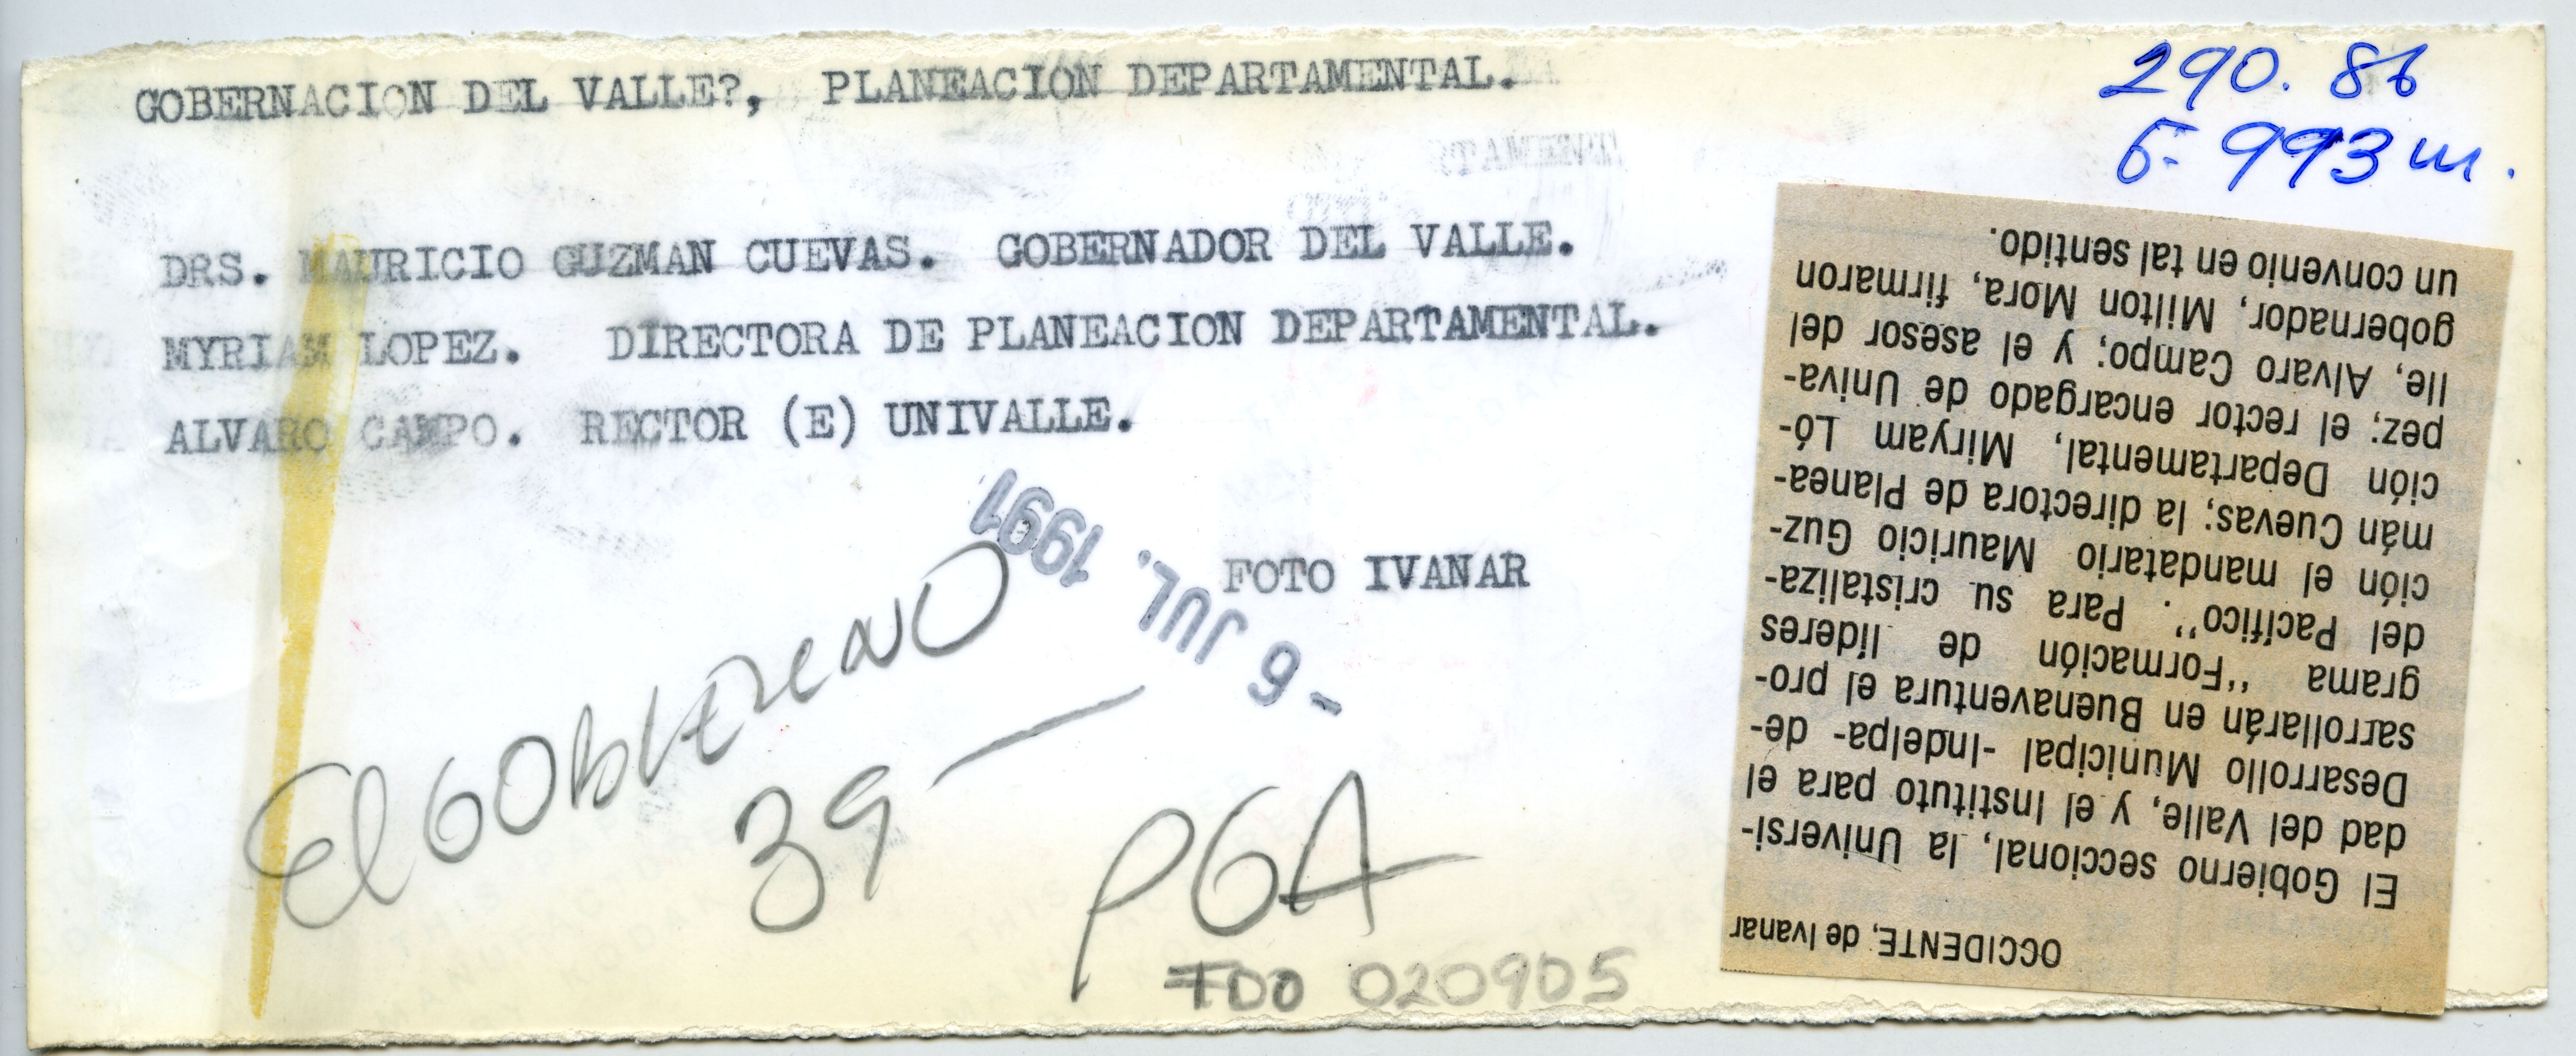 GOBERNACION DEL VALLE?, PLANEACION DEPARTAMENTAL.
290. 86
5-993 m.
DRS. MAURICIO GUZMAN CUEVAS. GOBERNADOR DEL VALLE.
MYRIAM LOPEZ. DIRECTORA DE PLANEACION DEPARTAMENTAL.
ALVARO CAMPO. RECTOR (E) UNIVALLE.
FOTO IVANAR
- 9 JUL. 1991
El GObIERNO
39 —
PGA
FDO 020905
OCCIDENTE, de Ivanar
El Gobierno seccional, la Universi-
dad del Valle, y el Instituto para el
Desarrollo Municipal -Indelpa- de-
sarrollarán en Buenaventura el pro-
grama "Formación de líderes
del Pacífico". Para su cristaliza-
ción el mandatario Mauricio Guz-
mán Cuevas; la directora de Planea-
ción Departamental, Miryam Ló-
pez; el rector encargado de Univa-
lle, Alvaro Campo; y el asesor del
gobernador, Milton Mora, firmaron
un convenio en tal sentido.